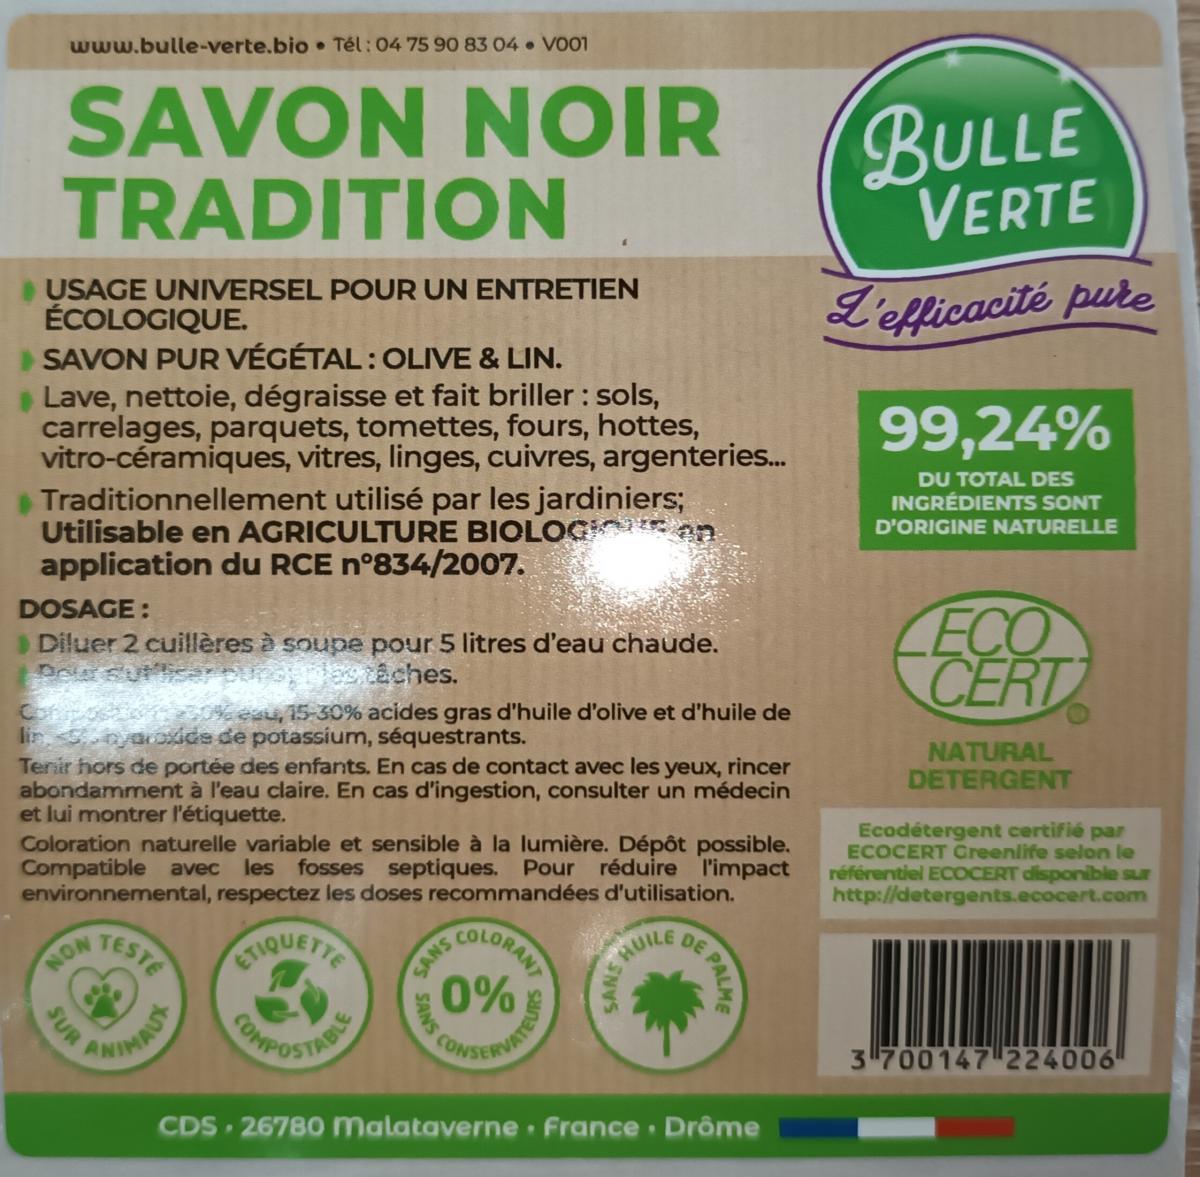 www.bulle-verte.bio • Tél : 04 75 90 83 04 • V001
SAVON NOIR
TRADITION
BULLE
VERTE
L'efficacité pure
USAGE UNIVERSEL POUR UN ENTRETIEN
ÉCOLOGIQUE.
SAVON PUR VÉGÉTAL : OLIVE & LIN.
Lave, nettoie, dégraisse et fait briller : sols,
carrelages, parquets, tomettes, fours, hottes,
vitro-céramiques, vitres, linges, cuivres, argenteries...
Traditionnellement utilisé par les jardiniers;
Utilisable en AGRICULTURE en
application du RCE n°834/2007.
DOSAGE :
Diluer 2 cuillères à soupe pour 5 litres d'eau chaude.
les tâches.
eau, 15-30% acides gras d'huile d'olive et d'huile de
lin, hydroxide de potassium, séquestrants.
Tenir hors de portée des enfants. En cas de contact avec les yeux, rincer
abondamment à l'eau claire. En cas d'ingestion, consulter un médecin
et lui montrer l'étiquette.
Coloration naturelle variable et sensible à la lumière. Dépôt possible.
Compatible avec les fosses septiques. Pour réduire l'impact
environnemental, respectez les doses recommandées d'utilisation.
99,24%
DU TOTAL DES
INGRÉDIENTS SONT
D'ORIGINE NATURELLE
ECO
CERT
®
NATURAL
DETERGENT
Ecodétergent certifié par
ECOCERT Greenlife selon le
référentiel ECOCERT disponible sur
http://detergents.ecocert.com
NON TESTÉ
SUR ANIMAUX
ÉTIQUETTE
COMPOSTABLE
SANS COLORANT
0%
SANS CONSERVATEURS
SANS HUILE DE PALME
3 700147 224006
CDS • 26780 Malataverne • France • Drôme